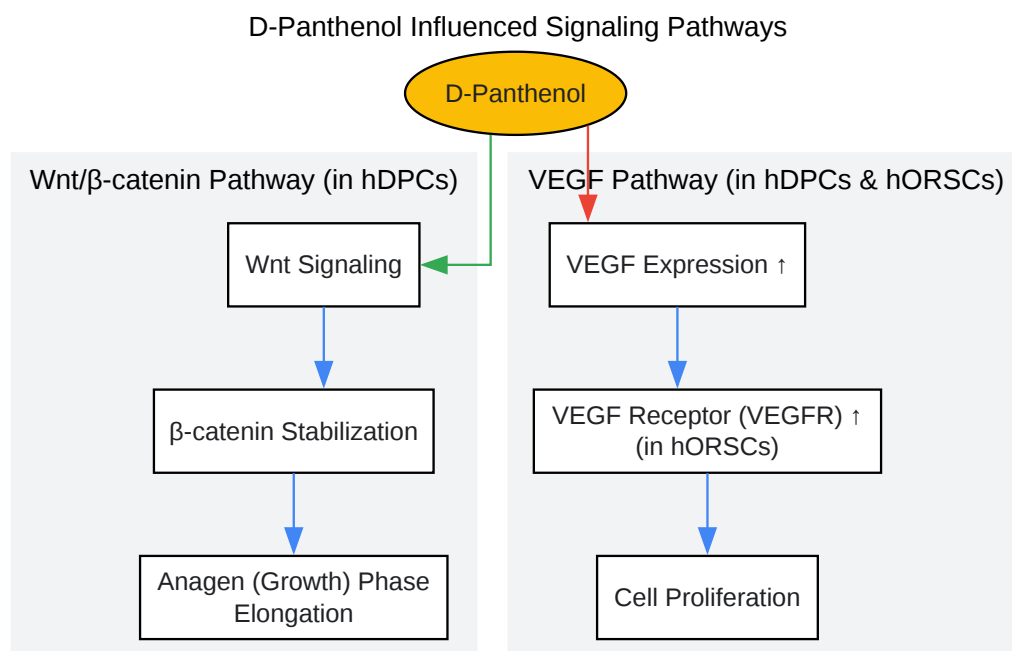 D-Panthenol Influenced Signaling Pathways
D-Panthenol
Wnt/β-catenin Pathway (in hDPCs)
Wnt Signaling
β-catenin Stabilization
Anagen (Growth) Phase
Elongation
VEGF Pathway (in hDPCs & hORSCs)
VEGF Expression ↑
VEGF Receptor (VEGFR) ↑
(in hORSCs)
Cell Proliferation